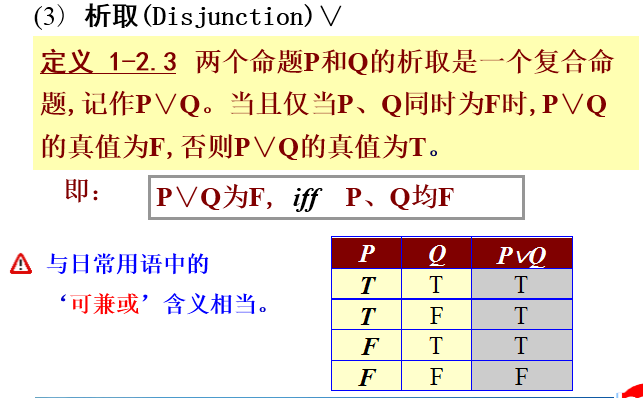 (3) 析取(Disjunction)∨
定义 1-2.3 两个命题P和Q的析取是一个复合命
题,记作P∨Q。当且仅当P、Q同时为F时,P∨Q
的真值为F,否则P∨Q的真值为T。
即：
P∨Q为F, iff P、Q均F
与日常用语中的
‘可兼或’含义相当。
P Q P∨Q
T T T
T F T
F T T
F F F